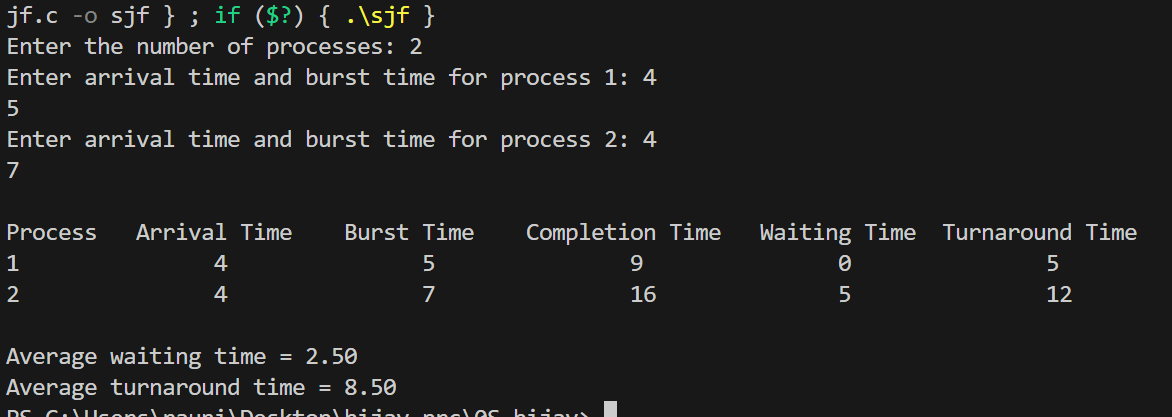 jf.c -o sjf } ; if ($?) { .\sjf }
Enter the number of processes: 2
Enter arrival time and burst time for process 1: 4
5
Enter arrival time and burst time for process 2: 4
7
Process Arrival Time Burst Time Completion Time Waiting Time Turnaround Time
1 4 5 9 0 5
2 4 7 16 5 12
Average waiting time = 2.50
Average turnaround time = 8.50
PS C:\Users\